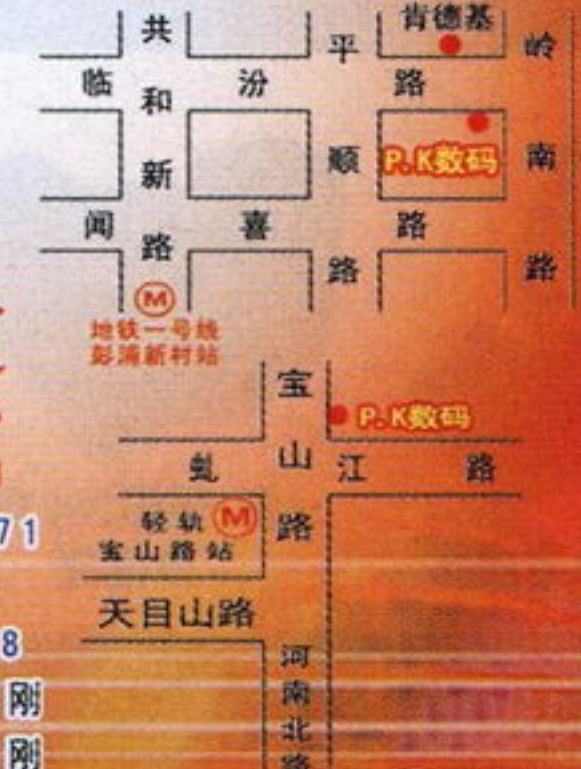 肯德基
共和新路
平顺路
岭南路
临汾路
P.K数码
闻喜路
M
地铁一号线
彭浦新村站
宝山路
P.K数码
虬江路
轻轨 M
宝山路站
71
天目山路
8
河南北路
刚
刚